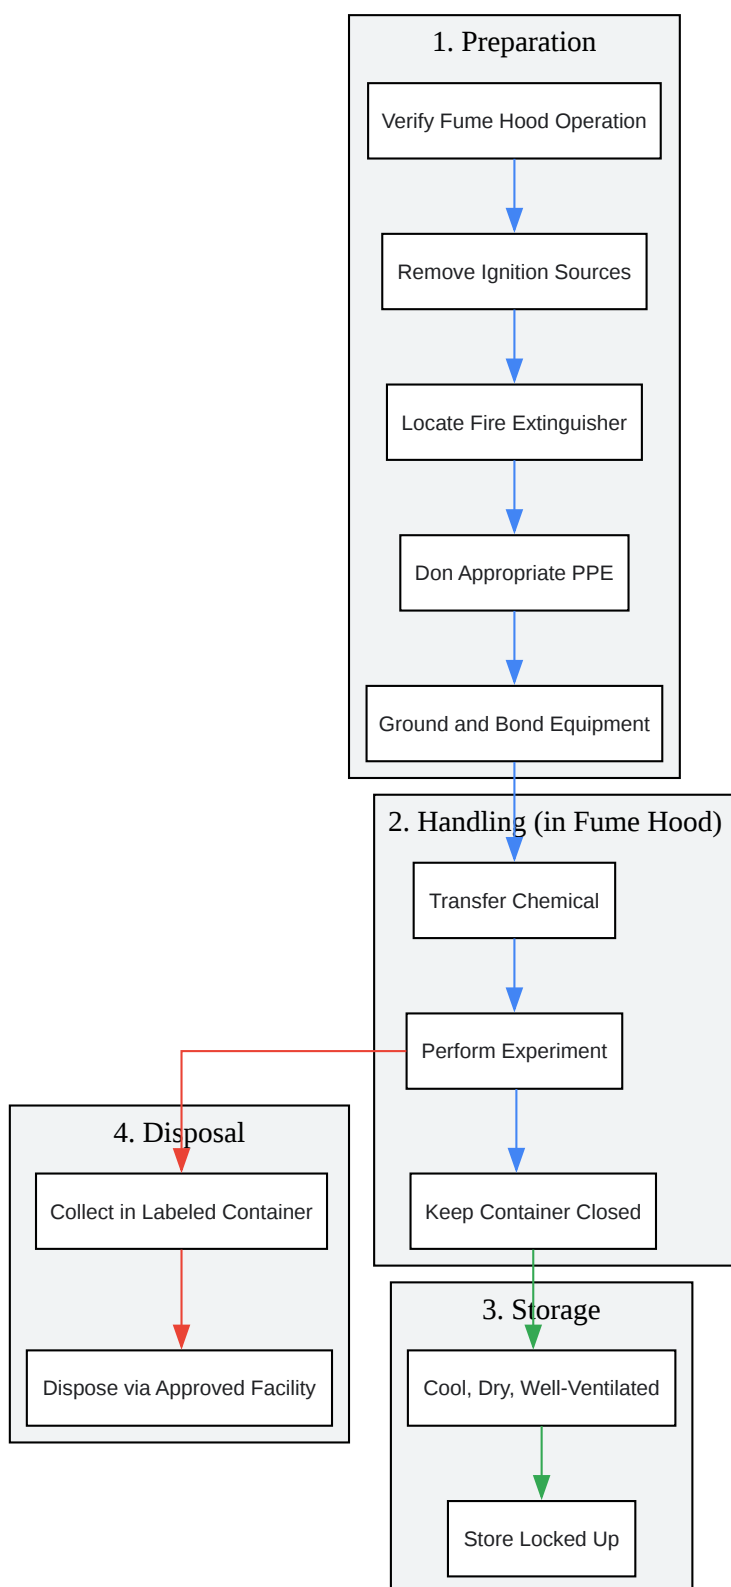 1. Preparation
Verify Fume Hood Operation
Remove Ignition Sources
Locate Fire Extinguisher
Don Appropriate PPE
Ground and Bond Equipment
2. Handling (in Fume Hood)
Transfer Chemical
Perform Experiment
4. Disposal
Collect in Labeled Container
Keep Container Closed
3. Storage
Dispose via Approved Facility
Cool, Dry, Well-Ventilated
Store Locked Up